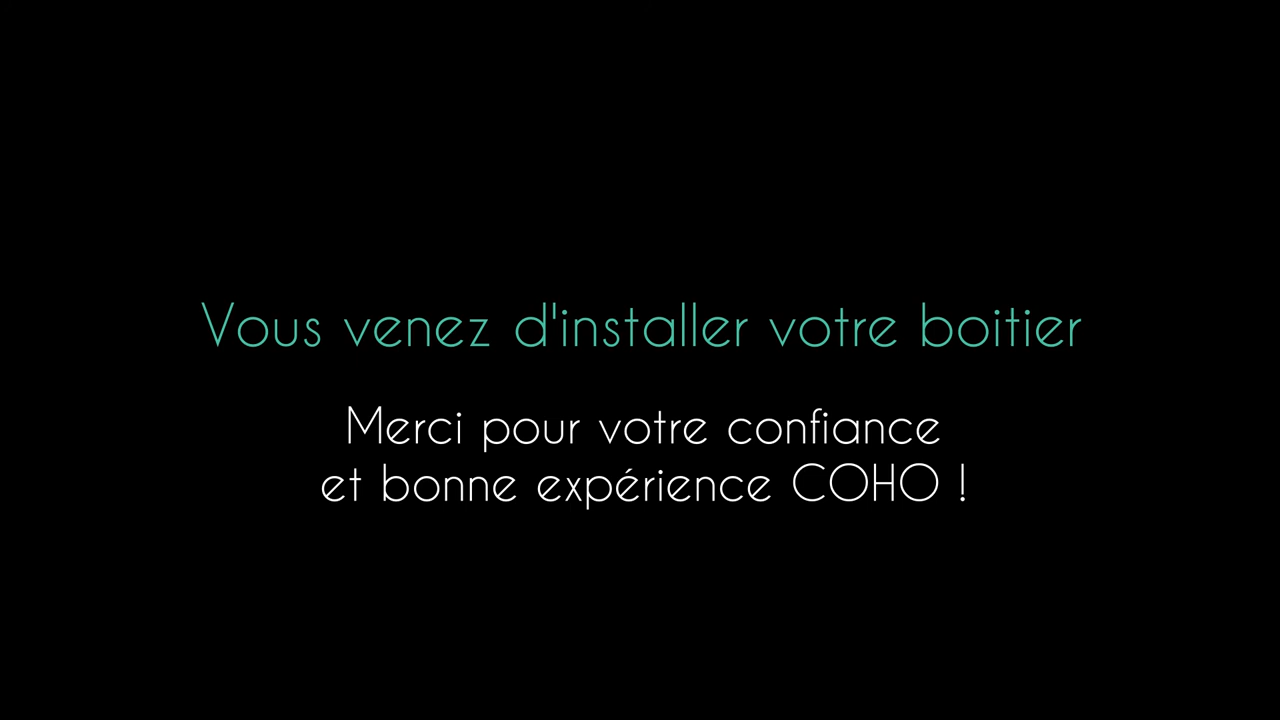 Vous venez d'installer votre boitier
Merci pour votre confiance
et bonne expérience COHO !